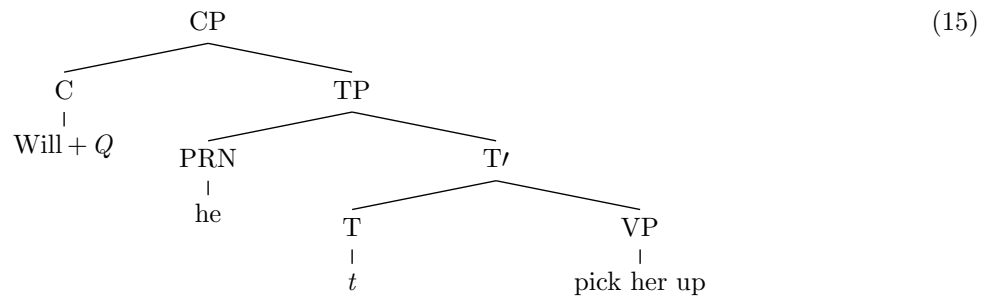 CP (15)
C TP
Will + Q PRN T′
he T VP
t pick her up